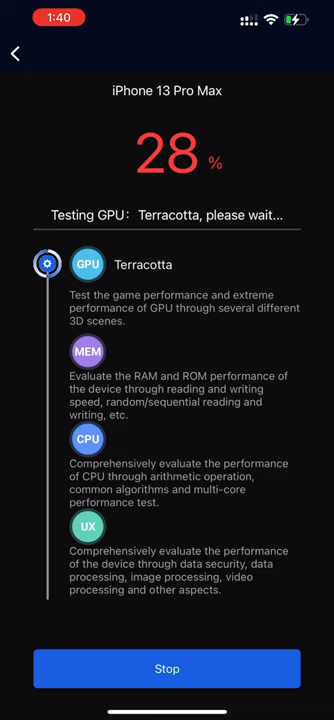 1:40
iPhone 13 Pro Max
28 %
Testing GPU: Terracotta, please wait...
GPU Terracotta
Test the game performance and extreme
performance of GPU through several different
3D scenes.
MEM
Evaluate the RAM and ROM performance of
the device through reading and writing
speed, random/sequential reading and
writing, etc.
CPU
Comprehensively evaluate the performance
of CPU through arithmetic operation,
common algorithms and multi-core
performance test.
UX
Comprehensively evaluate the performance
of the device through data security, data
processing, image processing, video
processing and other aspects.
Stop